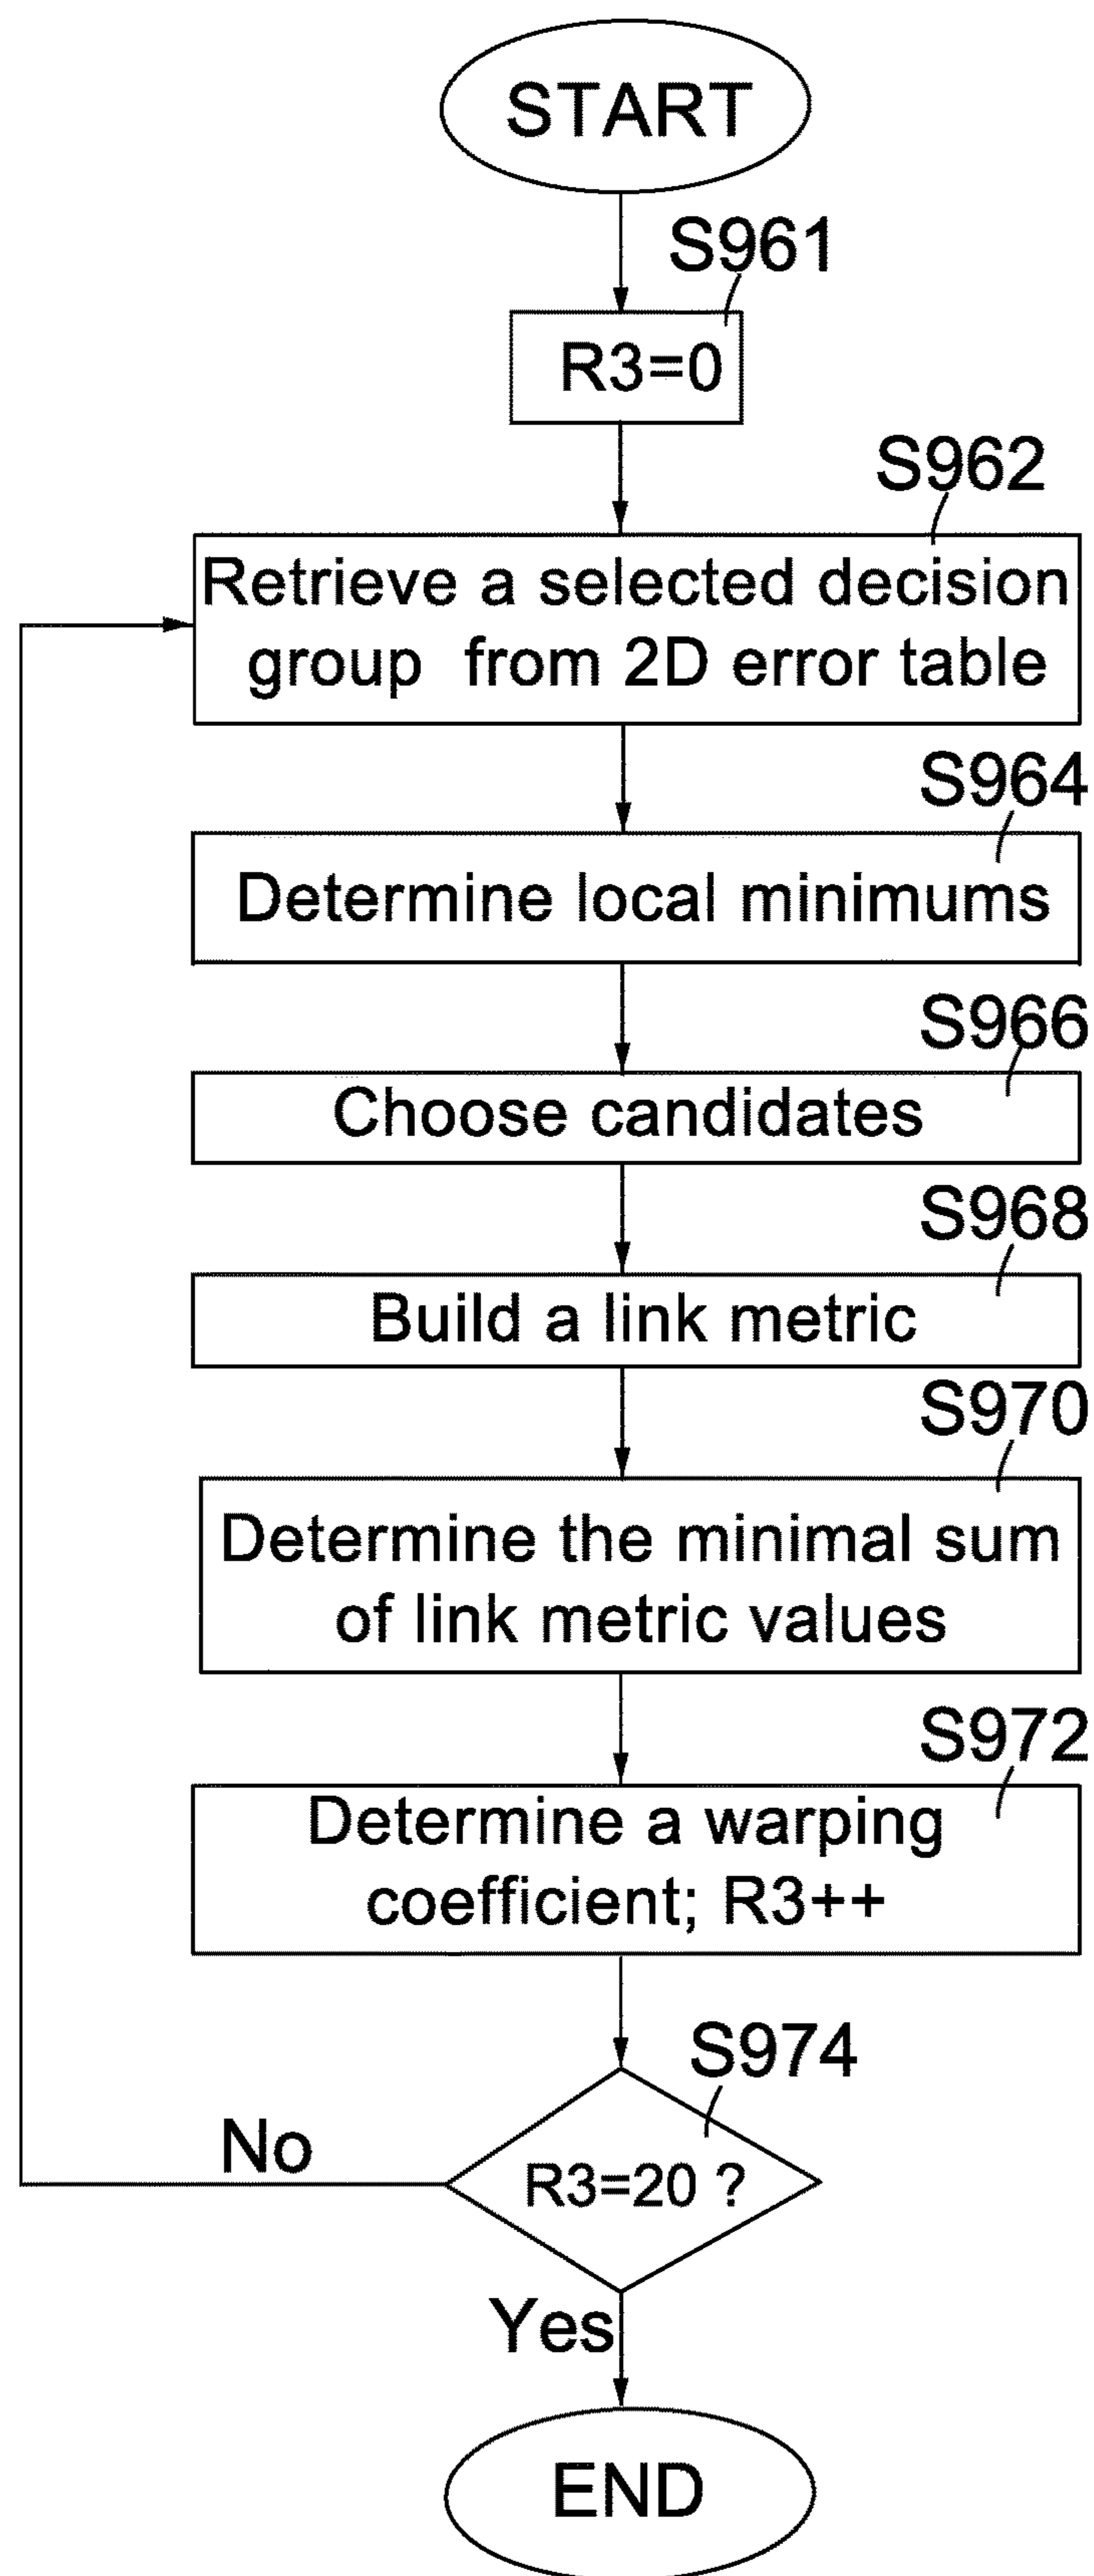 START
S961
R3=0
S962
Retrieve a selected decision
group from 2D error table
S964
Determine local minimums
S966
Choose candidates
S968
Build a link metric
S970
Determine the minimal sum
of link metric values
S972
Determine a warping
coefficient; R3++
S974
No
R3=20 ?
Yes
END